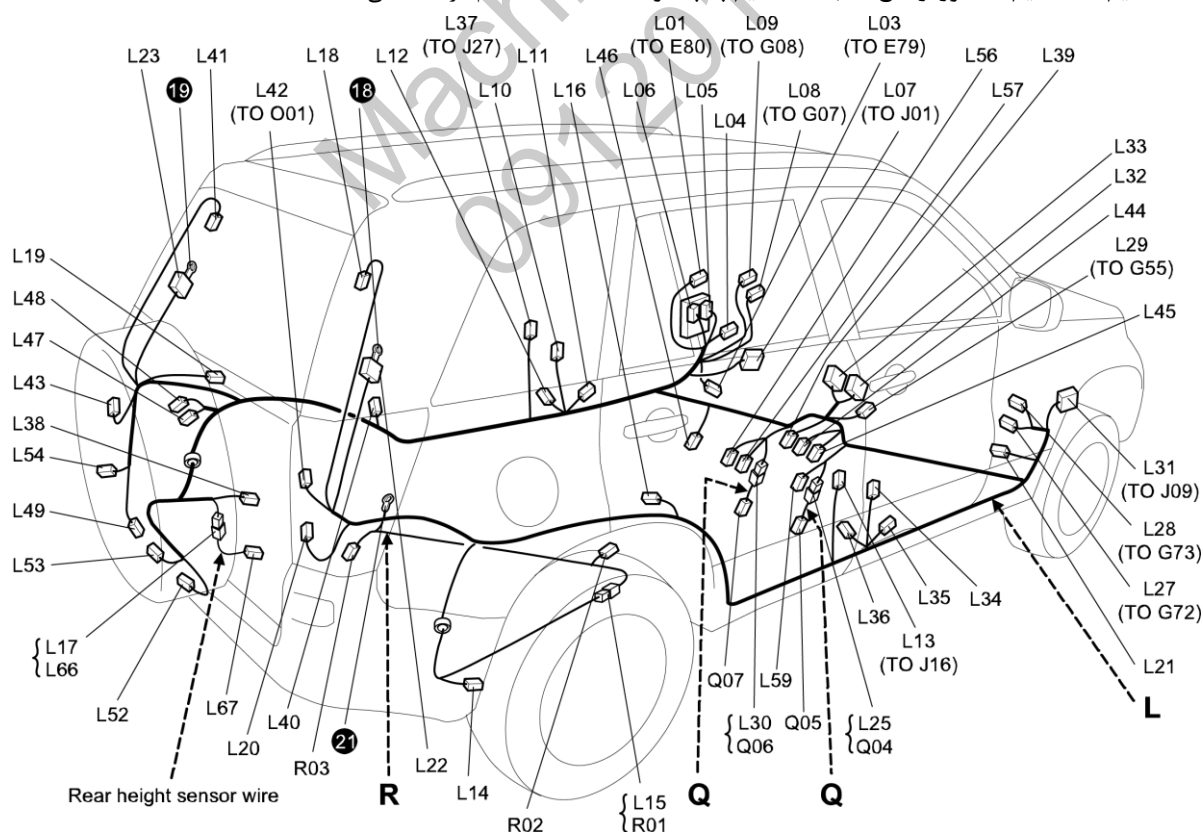 L37
(TO J27)
L01
(TO E80)
L09
(TO G08)
L03
(TO E79)
L23
19
L41
L42
(TO O01)
L18
18
L12
L10
L11
L16
L46
L06
L05
L04
L08
(TO G07)
L07
(TO J01)
L56
L57
L39
L33
L32
L44
L29
(TO G55)
L45
L19
L48
L47
L43
L38
L54
L49
L53
L17
L66
L52
L67
L20
L40
R03
21
L22
L14
R02
L15
R01
Q07
L30
Q06
L59
Q05
L25
Q04
L36
L13
(TO J16)
L35
L34
L31
(TO J09)
L28
(TO G73)
L27
(TO G72)
L21
L
Rear height sensor wire
R
Q
Q